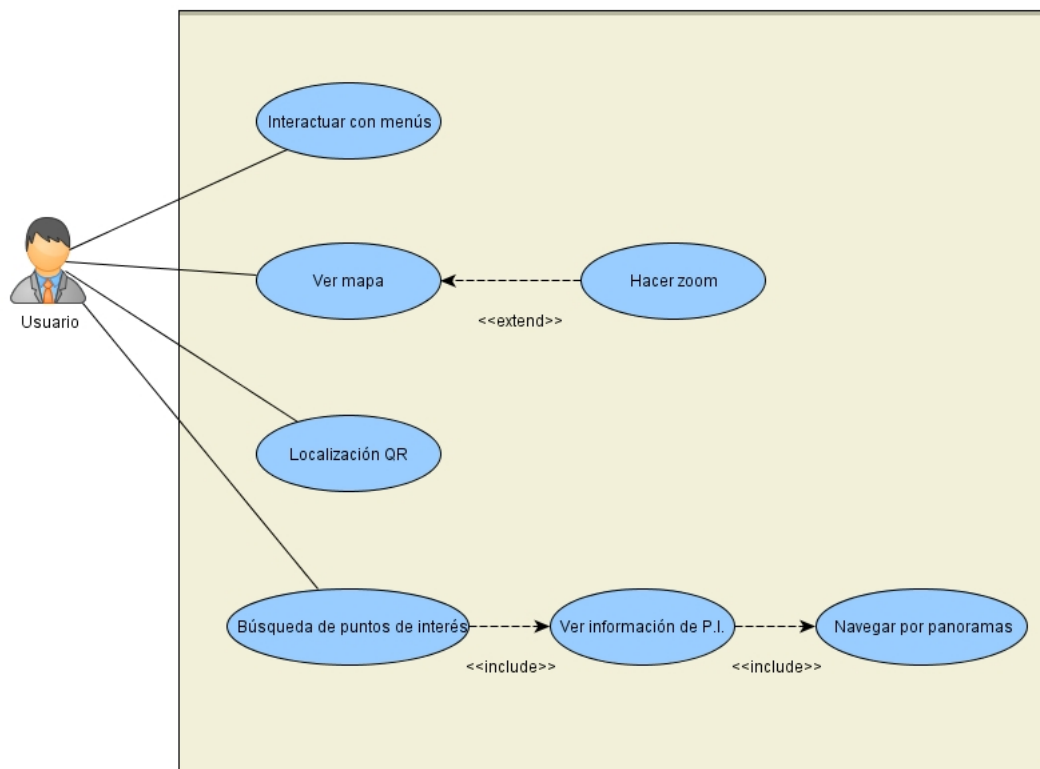 Interactuar con menús
Usuario
Ver mapa
Hacer zoom
<<extend>>
Localización QR
Búsqueda de puntos de interés
Ver información de P.I.
Navegar por panoramas
<<include>>
<<include>>